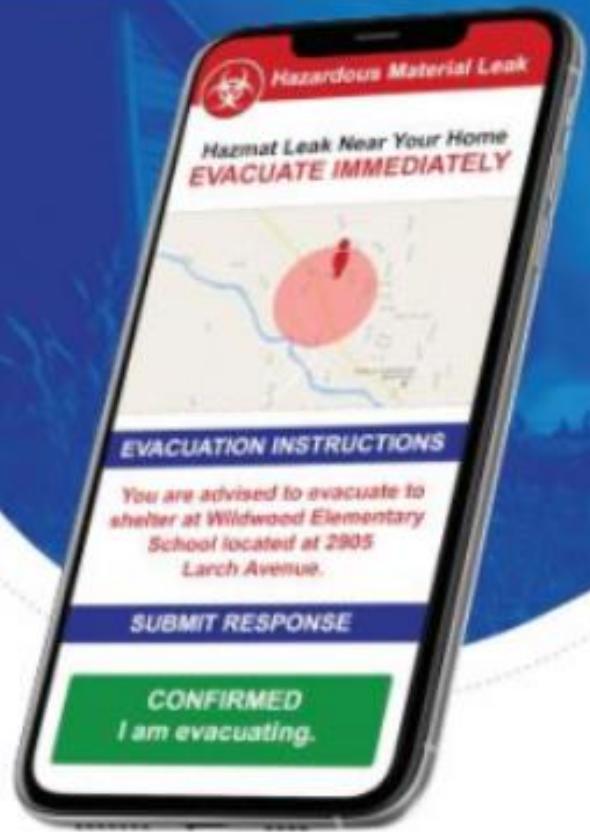 Hazardous Material Leak
Hazmat Leak Near Your Home
EVACUATE IMMEDIATELY
EVACUATION INSTRUCTIONS
You are advised to evacuate to
shelter at Wildwood Elementary
School located at 2905
Larch Avenue.
SUBMIT RESPONSE
CONFIRMED
I am evacuating.